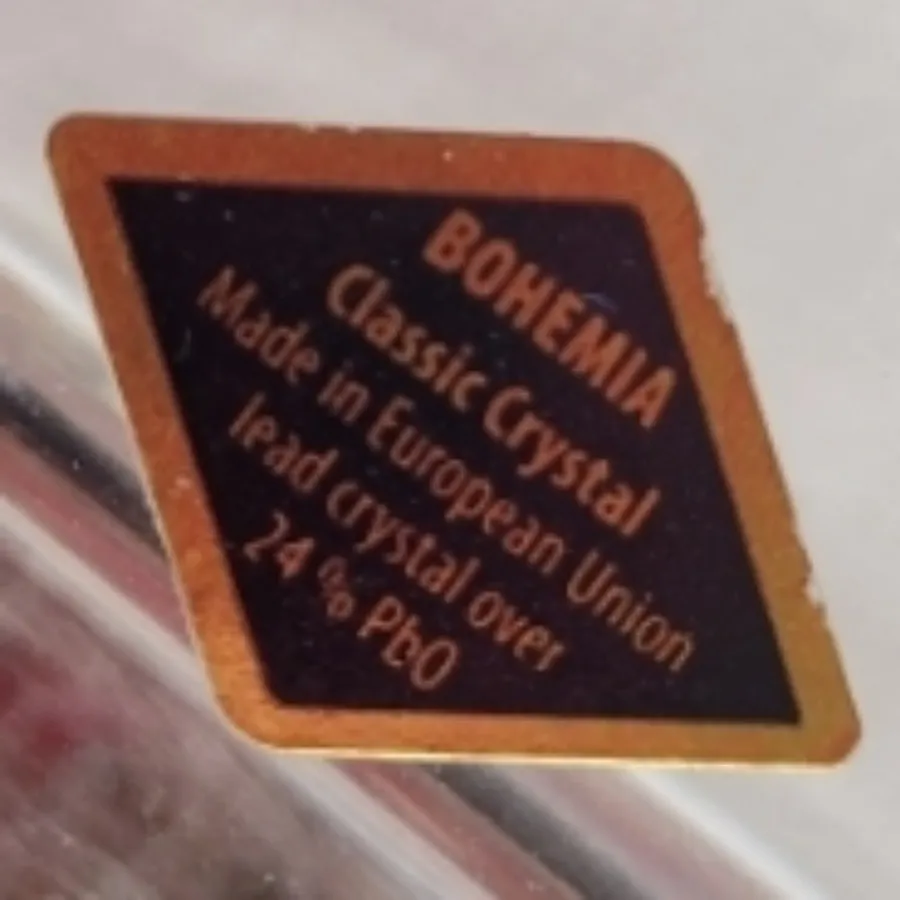 BOHEMIA
Classic Crystal
Made in European Union
lead crystal over
24 % PbO